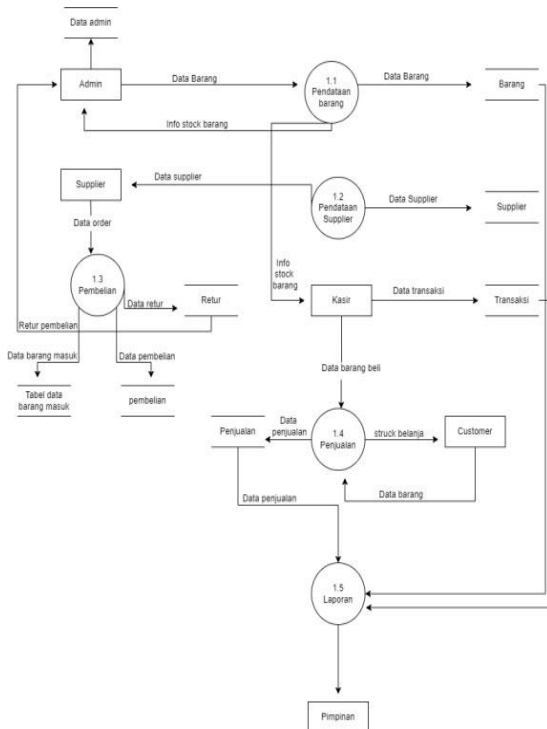 Data admin
Admin
Data Barang
1.1
Pendataan
barang
Data Barang
Barang
Info stock barang
Supplier
Data supplier
1.2
Pendataan
Supplier
Data Supplier
Supplier
Data order
1.3
Pembelian
Data retur
Retur
Retur pembelian
Info
stock
barang
Kasir
Data transaksi
Transaksi
Data barang masuk
Data pembelian
Tabel data
barang masuk
pembelian
Data barang beli
Penjualan
Data
penjualan
1.4
Penjualan
struck belanja
Customer
Data barang
Data penjualan
1.5
Laporan
Pimpinan